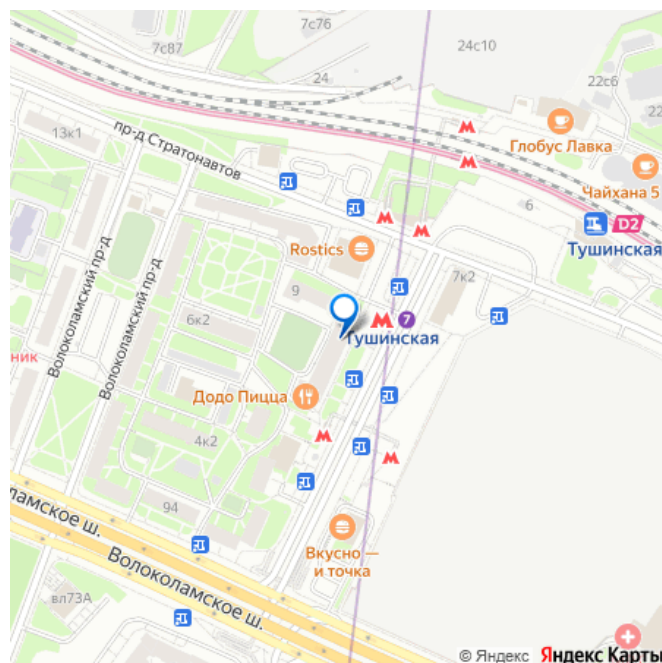 7с76
7с87
24с10
24
22с6
Глобус Лавка
13к1
пр-д Стратонавтов
Чайхана 5
6
D2
Тушинская
Rostics
7к2
9
Волоколамский пр-д
Волоколамский пр-д
6к2
7
Тушинская
ник
Додо Пицца
4к2
94
ламское ш.
Волоколамское ш.
Вкусно —
и точка
вл73А
© Яндекс Яндекс Карты